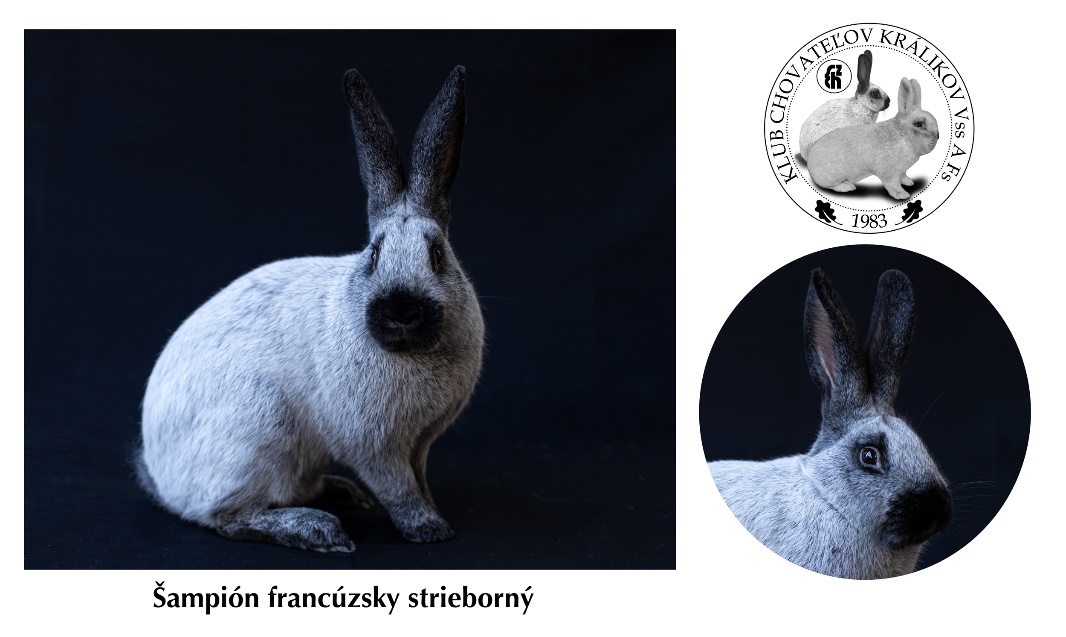 KLUB CHOVATEĽOV KRÁLIKOV Vss A Fs
1983
Šampión francúzsky strieborný